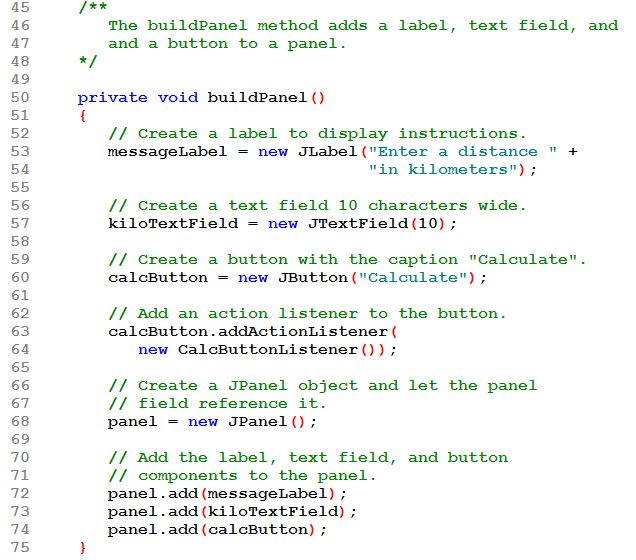 45     /**
46        The buildPanel method adds a label, text field, and
47        and a button to a panel.
48     */
49
50     private void buildPanel()
51     {
52        // Create a label to display instructions.
53        messageLabel = new JLabel("Enter a distance " +
54                                  "in kilometers");
55
56        // Create a text field 10 characters wide.
57        kiloTextField = new JTextField(10);
58
59        // Create a button with the caption "Calculate".
60        calcButton = new JButton("Calculate");
61
62        // Add an action listener to the button.
63        calcButton.addActionListener(
64           new CalcButtonListener());
65
66        // Create a JPanel object and let the panel
67        // field reference it.
68        panel = new JPanel();
69
70        // Add the label, text field, and button
71        // components to the panel.
72        panel.add(messageLabel);
73        panel.add(kiloTextField);
74        panel.add(calcButton);
75     }